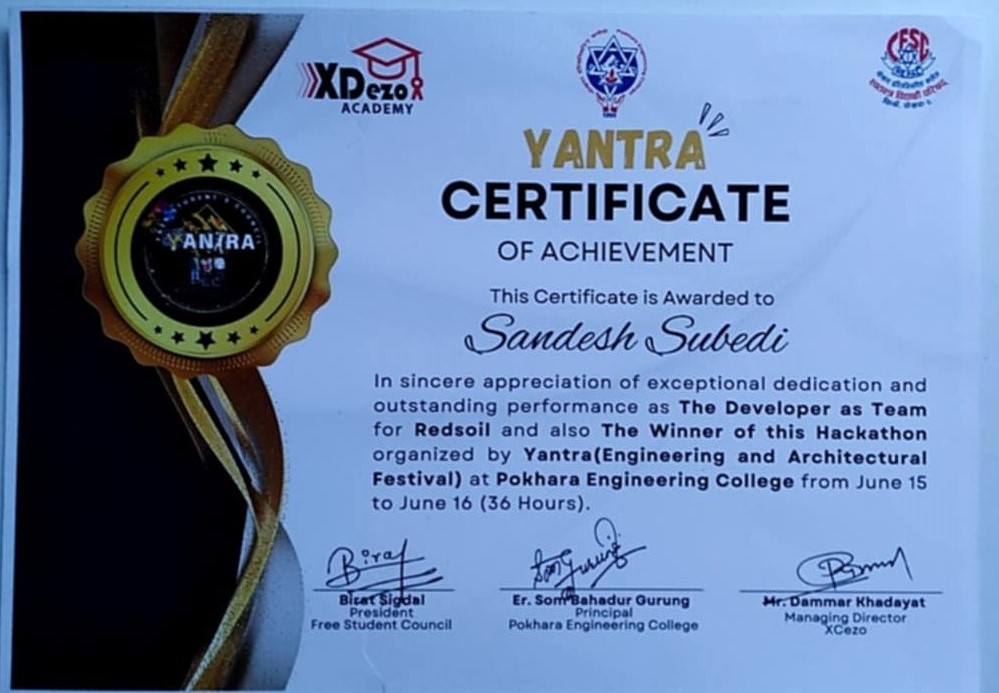 XDezo
ACADEMY
CFSC
YANTRA
CERTIFICATE
OF ACHIEVEMENT
YANTRA
This Certificate is Awarded to
Sandesh Subedi
In sincere appreciation of exceptional dedication and
outstanding performance as The Developer as Team
for Redsoil and also The Winner of this Hackathon
organized by Yantra(Engineering and Architectural
Festival) at Pokhara Engineering College from June 15
to June 16 (36 Hours).
Biraj
Gurung
Birat Sigdal
President
Free Student Council
Er. Som Bahadur Gurung
Principal
Pokhara Engineering College
Mr. Dammar Khadayat
Managing Director
XCezo